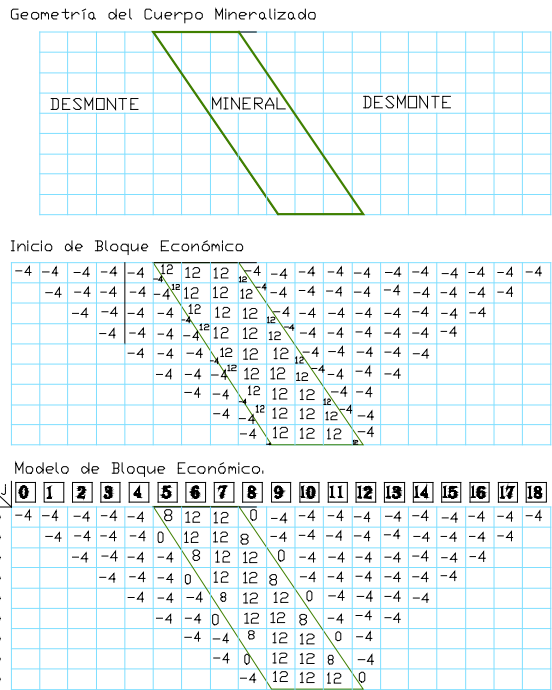 Geometría del Cuerpo Mineralizado
DESMONTE MINERAL DESMONTE
Inicio de Bloque Económico
-4 -4 -4 -4 -4 12 -4 12 12 -4 -4 -4 -4 -4 -4 -4 -4 -4 -4 -4
-4 -4 -4 -4 -4 12 12 12 12 -4 -4 -4 -4 -4 -4 -4 -4 -4
-4 -4 -4 -4 -4 12 12 12 -4 -4 -4 -4 -4 -4 -4
-4 -4 -4 -4 12 12 12 12 -4 -4 -4 -4 -4 -4 -4
-4 -4 -4 -4 12 12 12 12 -4 -4 -4 -4 -4
-4 -4 -4 12 12 12 12 -4 -4 -4 -4
-4 -4 -4 12 12 12 12 -4 -4
-4 -4 12 12 12 12 -4 -4
-4 12 12 12 -4
Modelo de Bloque Económico.
J 0 1 2 3 4 5 6 7 8 9 10 11 12 13 14 15 16 17 18
-4 -4 -4 -4 -4 8 12 12 0 -4 -4 -4 -4 -4 -4 -4 -4 -4 -4
-4 -4 -4 -4 0 12 12 8 -4 -4 -4 -4 -4 -4 -4 -4 -4
-4 -4 -4 -4 8 12 12 0 -4 -4 -4 -4 -4 -4 -4
-4 -4 -4 0 12 12 8 -4 -4 -4 -4 -4 -4
-4 -4 -4 8 12 12 0 -4 -4 -4 -4
-4 -4 0 12 12 8 -4 -4 -4
-4 -4 8 12 12 0 -4
-4 0 12 12 8 -4
-4 12 12 12 0